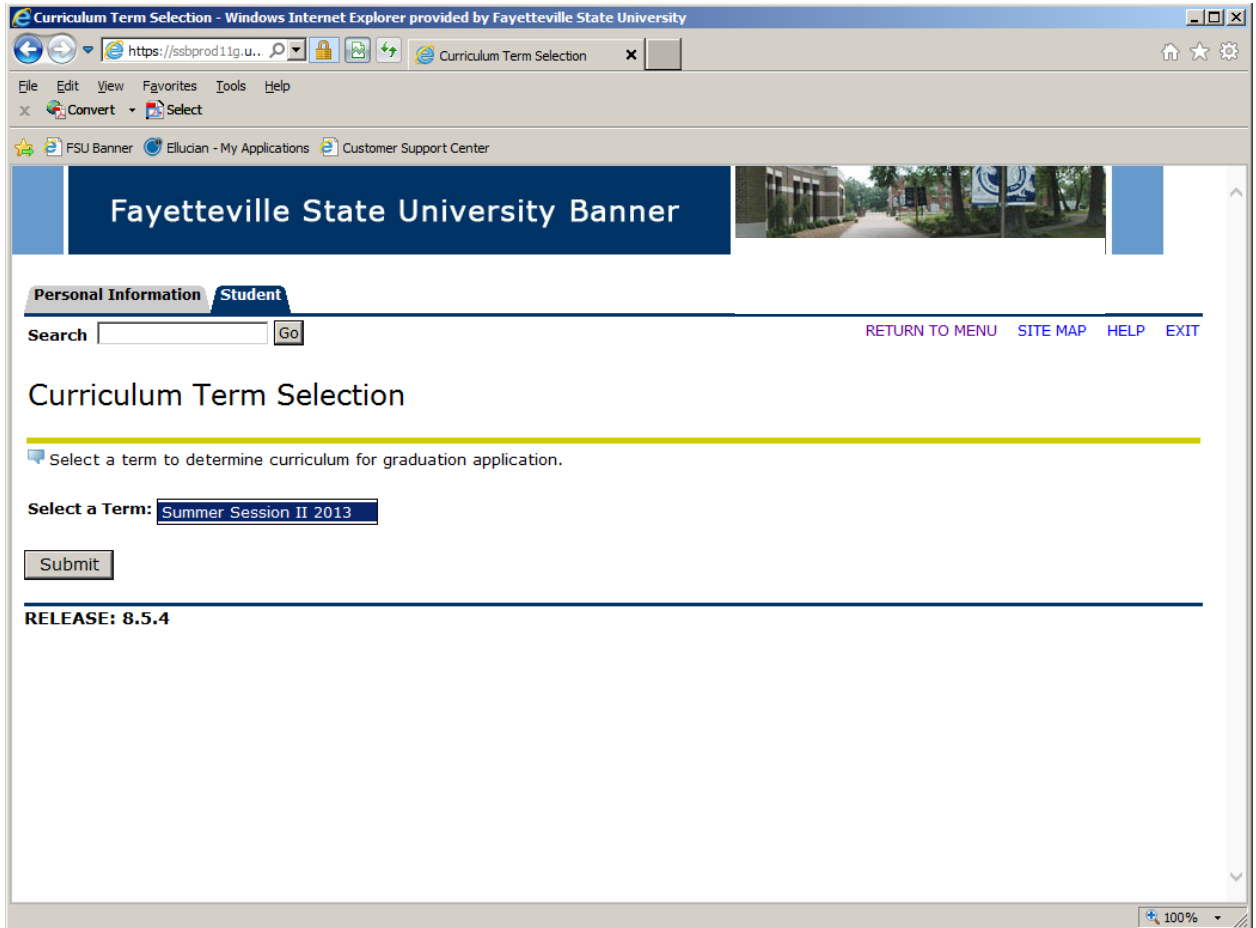 Curriculum Term Selection - Windows Internet Explorer provided by Fayetteville State University
https://ssbprod11g.u... Curriculum Term Selection
File Edit View Favorites Tools Help
x Convert Select
FSU Banner Ellucian - My Applications Customer Support Center
Fayetteville State University Banner
Personal Information Student
Search Go RETURN TO MENU SITE MAP HELP EXIT
Curriculum Term Selection
Select a term to determine curriculum for graduation application.
Select a Term: Summer Session II 2013
Submit
RELEASE: 8.5.4
100%